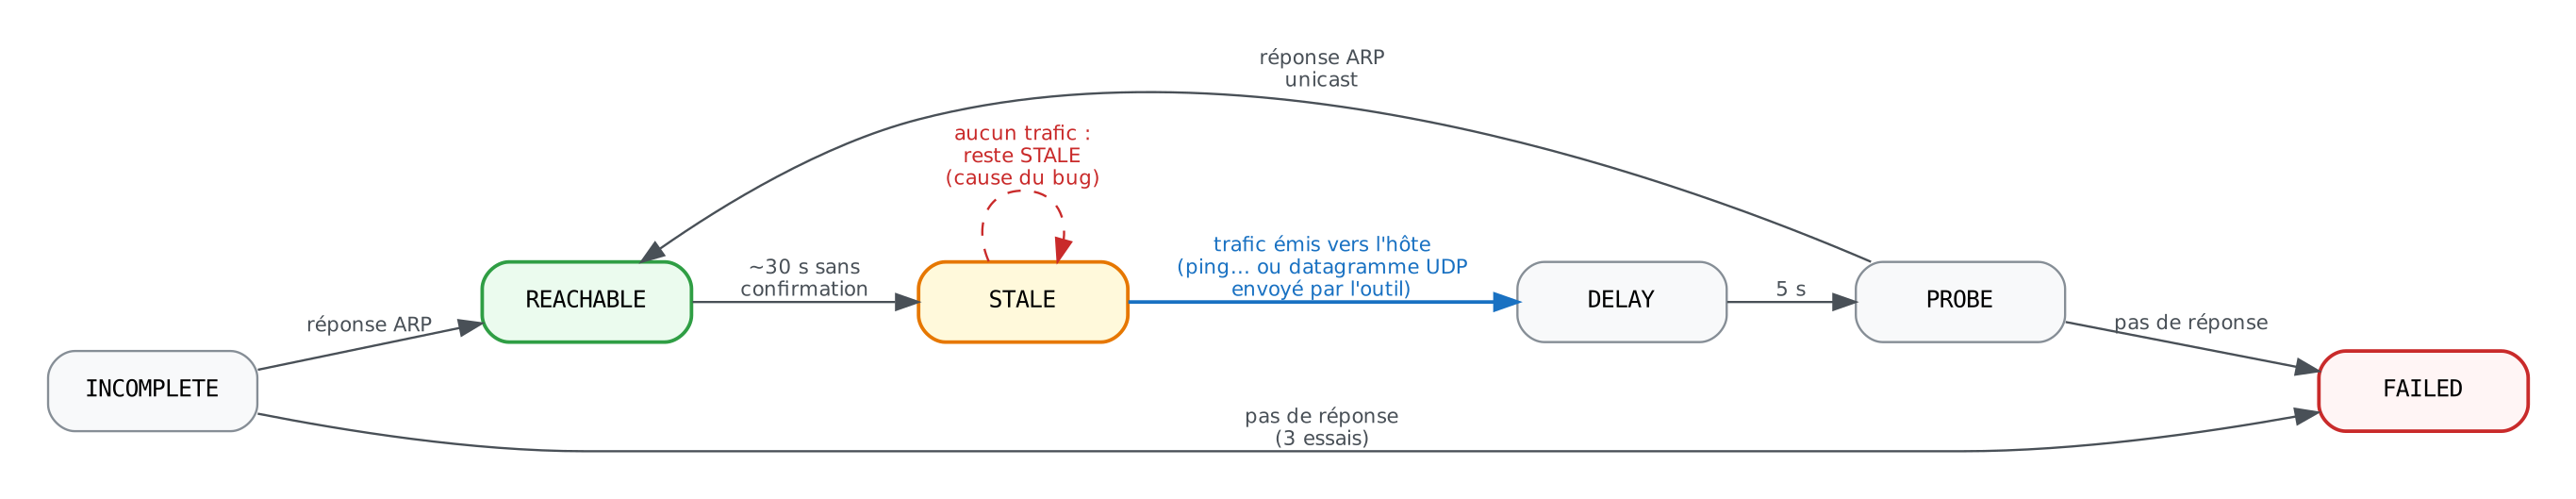 réponse ARP
unicast
aucun trafic :
reste STALE
(cause du bug)
trafic émis vers l'hôte
(ping... ou datagramme UDP
envoyé par l'outil)
~30 s sans
confirmation
REACHABLE
STALE
DELAY
5 s
PROBE
réponse ARP
pas de réponse
INCOMPLETE
FAILED
pas de réponse
(3 essais)